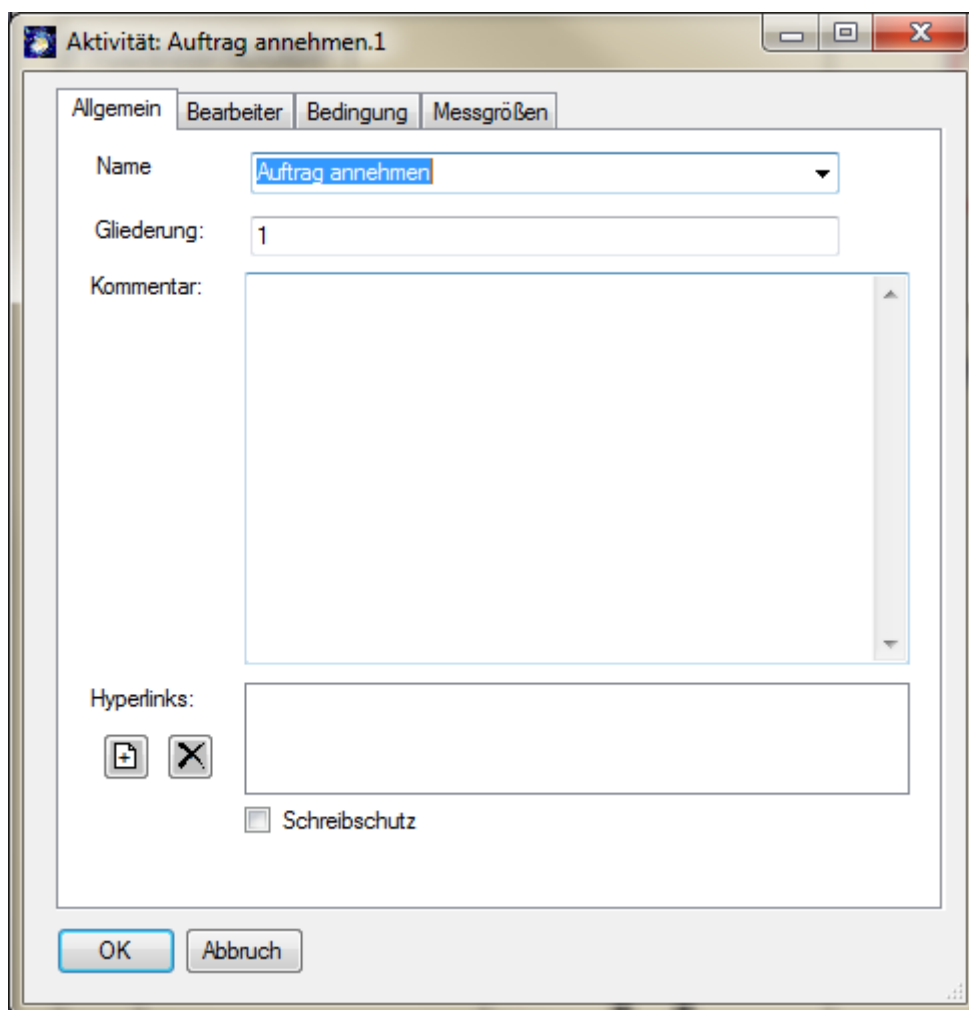 Aktivität: Auftrag annehmen.1
Allgemein Bearbeiter Bedingung Messgrößen
Name Auftrag annehmen
Gliederung: 1
Kommentar:
Hyperlinks:
Schreibschutz
OK Abbruch